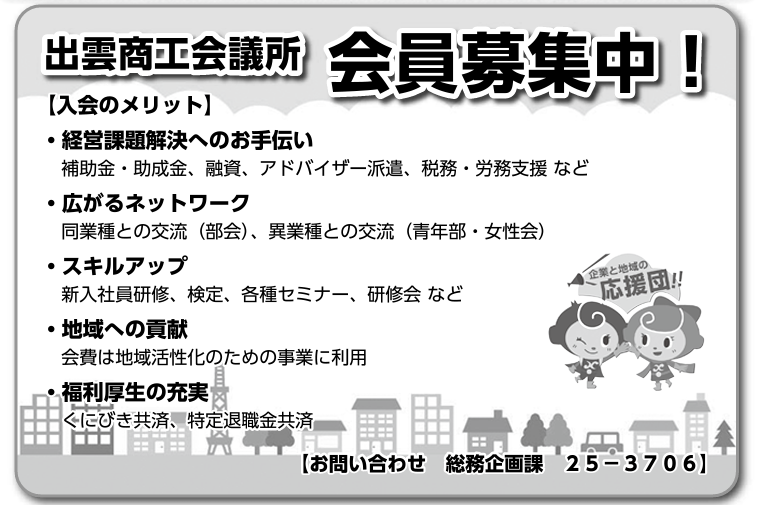 出雲商工会議所 会員募集中！
【入会のメリット】
・経営課題解決へのお手伝い
補助金・助成金、融資、アドバイザー派遣、税務・労務支援 など
・広がるネットワーク
同業種との交流（部会）、異業種との交流（青年部・女性会）
・スキルアップ
新入社員研修、検定、各種セミナー、研修会 など
・地域への貢献
会費は地域活性化のための事業に利用
・福利厚生の充実
くにびき共済、特定退職金共済
企業と地域の
応援団!!
【お問い合わせ　総務企画課　２５－３７０６】